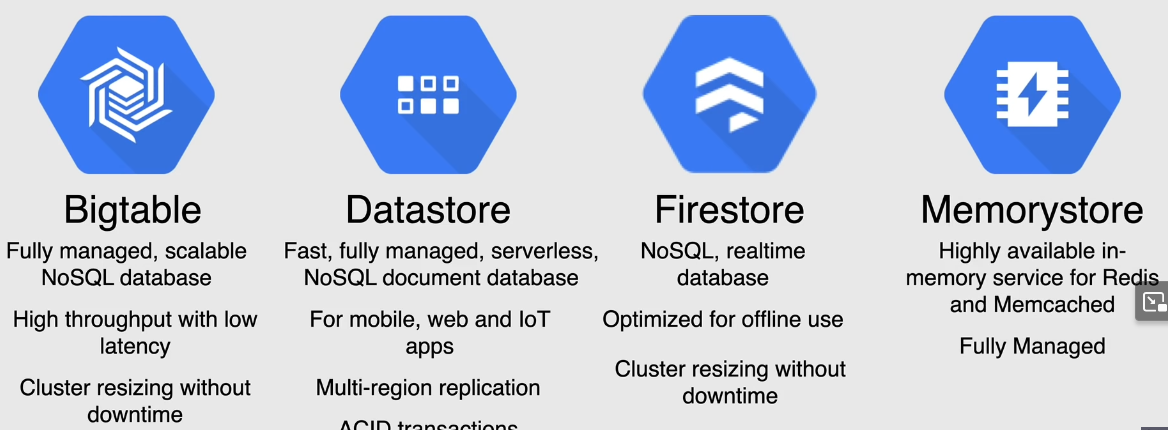 Bigtable
Fully managed, scalable
NoSQL database
High throughput with low
latency
Cluster resizing without
downtime
Datastore
Fast, fully managed, serverless,
NoSQL document database
For mobile, web and IoT
apps
Multi-region replication
ACID transactions
Firestore
NoSQL, realtime
database
Optimized for offline use
Cluster resizing without
downtime
Memorystore
Highly available in-
memory service for Redis
and Memcached
Fully Managed